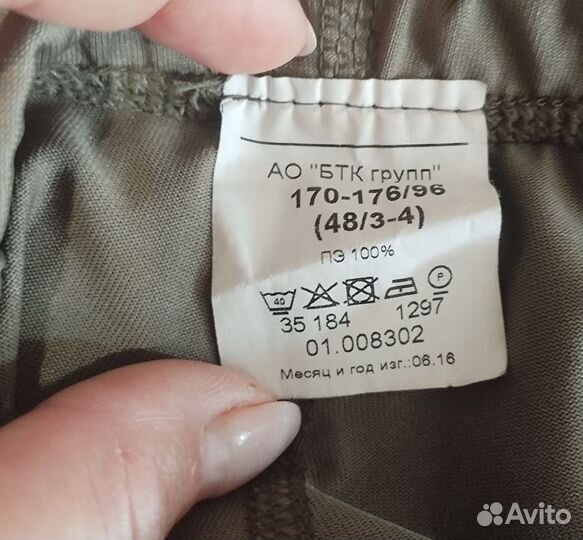 АО "БТК групп"
170-176/96
(48/3-4)
ПЭ 100%
40 P
35 184 1297
01.008302
Месяц и год изг.:06.16
Avito